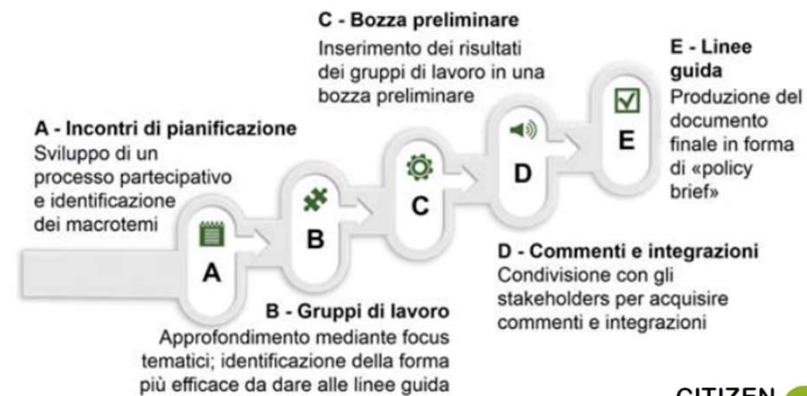 C - Bozza preliminare
Inserimento dei risultati
dei gruppi di lavoro in una
bozza preliminare
E - Linee
guida
Produzione del
documento
finale in forma
di «policy
brief»
A - Incontri di pianificazione
Sviluppo di un
processo partecipativo
e identificazione
dei macrotemi
A
B
C
D
E
D - Commenti e integrazioni
Condivisione con gli
stakeholders per acquisire
commenti e integrazioni
B - Gruppi di lavoro
Approfondimento mediante focus
tematici; identificazione della forma
più efficace da dare alle linee guida
CITIZEN